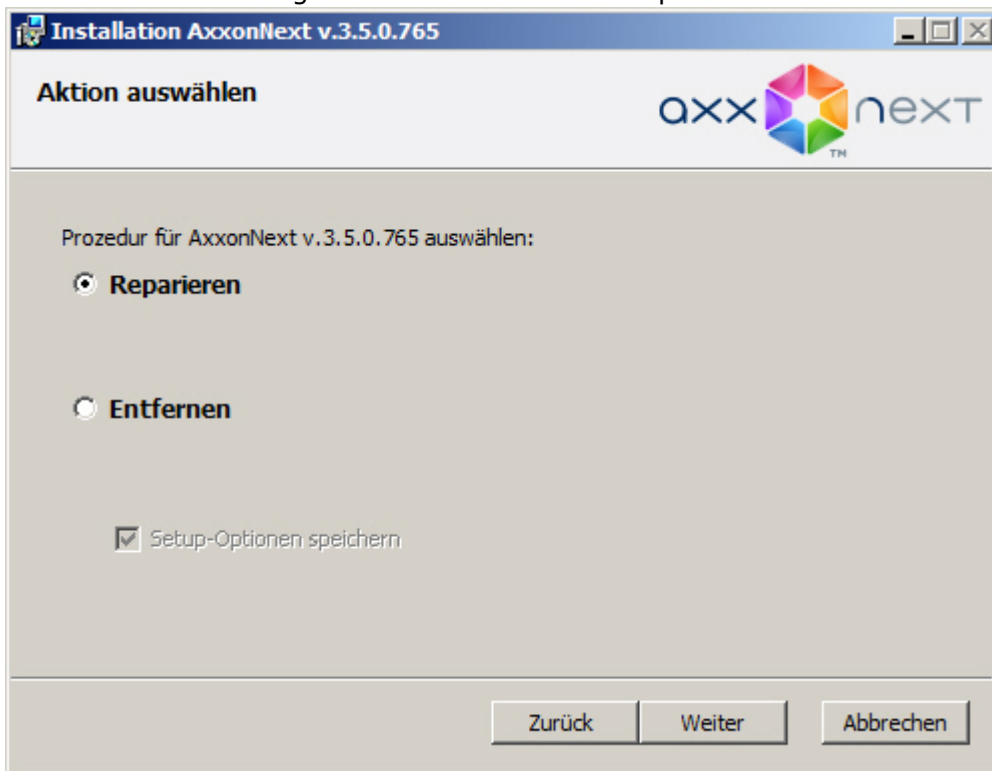 Installation AxxonNext v.3.5.0.765
Aktion auswählen
axx next
TM
Prozedur für AxxonNext v.3.5.0.765 auswählen:
Reparieren
Entfernen
Setup-Optionen speichern
Zurück
Weiter
Abbrechen